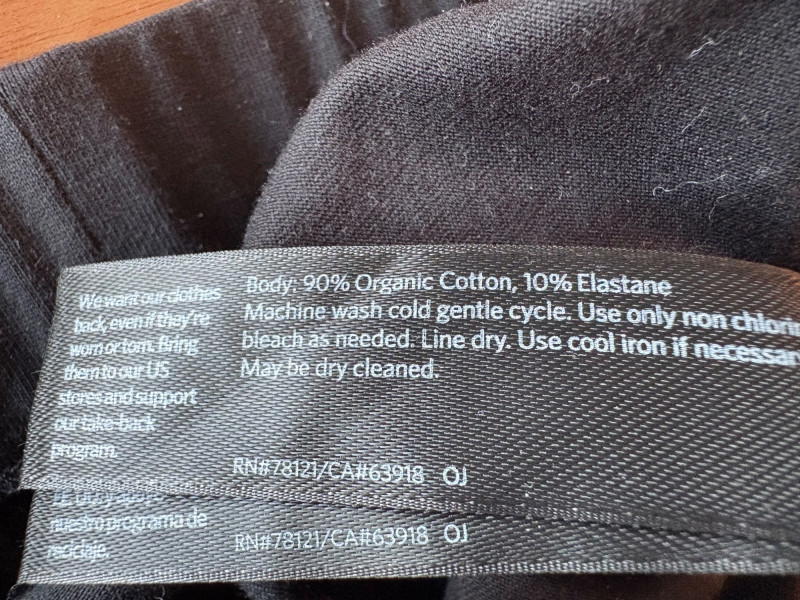 We want our clothes
back, even if they're
worn or torn. Bring
them to our US
stores and support
our take-back
program.
Body: 90% Organic Cotton, 10% Elastane
Machine wash cold gentle cycle. Use only non
bleach as needed. Line dry. Use cool iron if
May be dry cleaned.
RN#78121/CA#63918 OJ
nuestro programa de
reciclaje.
RN#78121/CA#63918 OJ